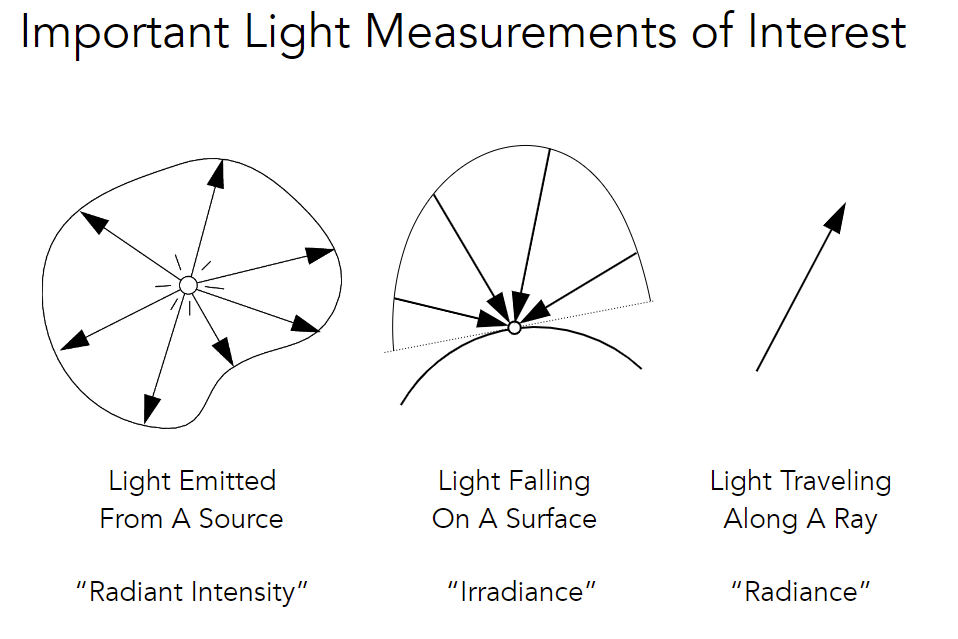 Important Light Measurements of Interest
Light Emitted
From A Source
"Radiant Intensity"
Light Falling
On A Surface
"Irradiance"
Light Traveling
Along A Ray
"Radiance"